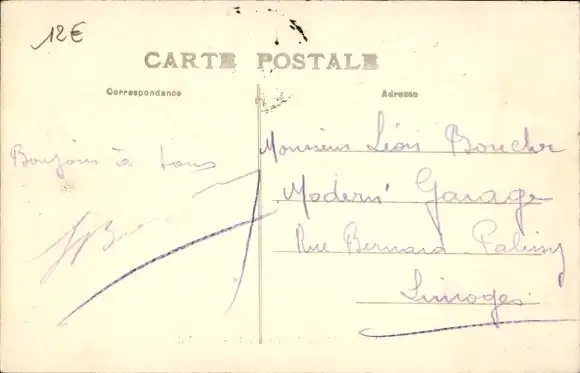 12€
CARTE POSTALE
Correspondance
Adresse
Bonjour à tous
Monsieur Léon Boucher
Modern' Garage
Rue Bernard Palissy
Limoges